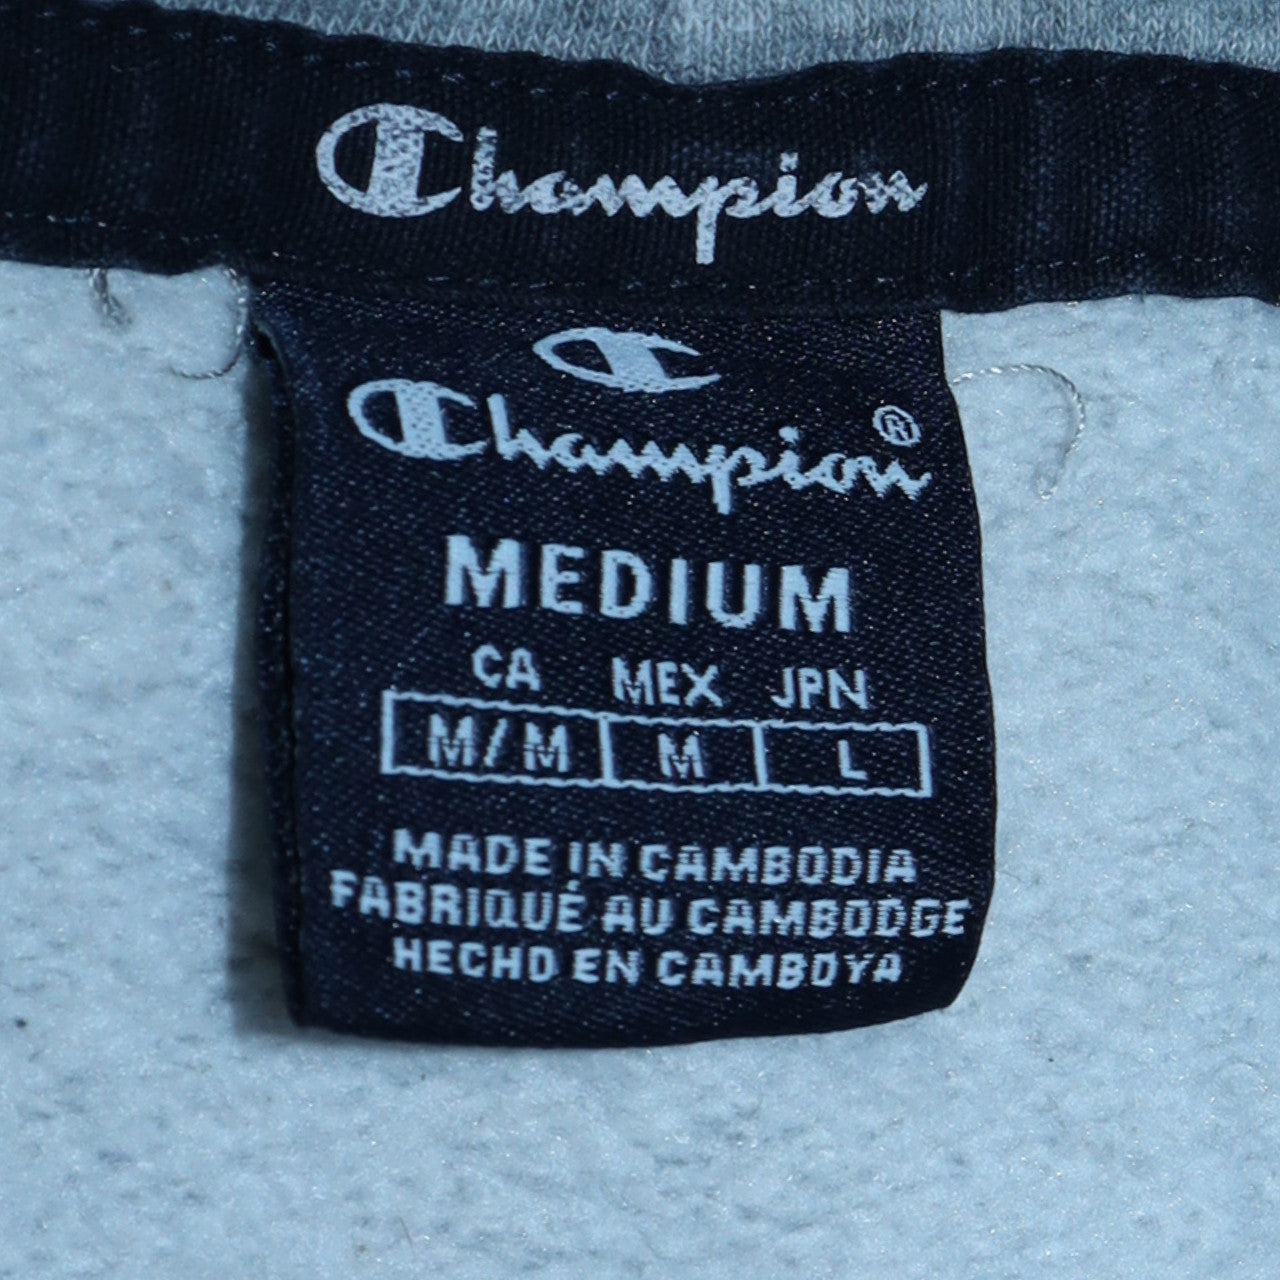 Champion
Champion®
MEDIUM
CA MEX JPN
M/M M L
MADE IN CAMBODIA
FABRIQUÉ AU CAMBODGE
HECHO EN CAMBOYA